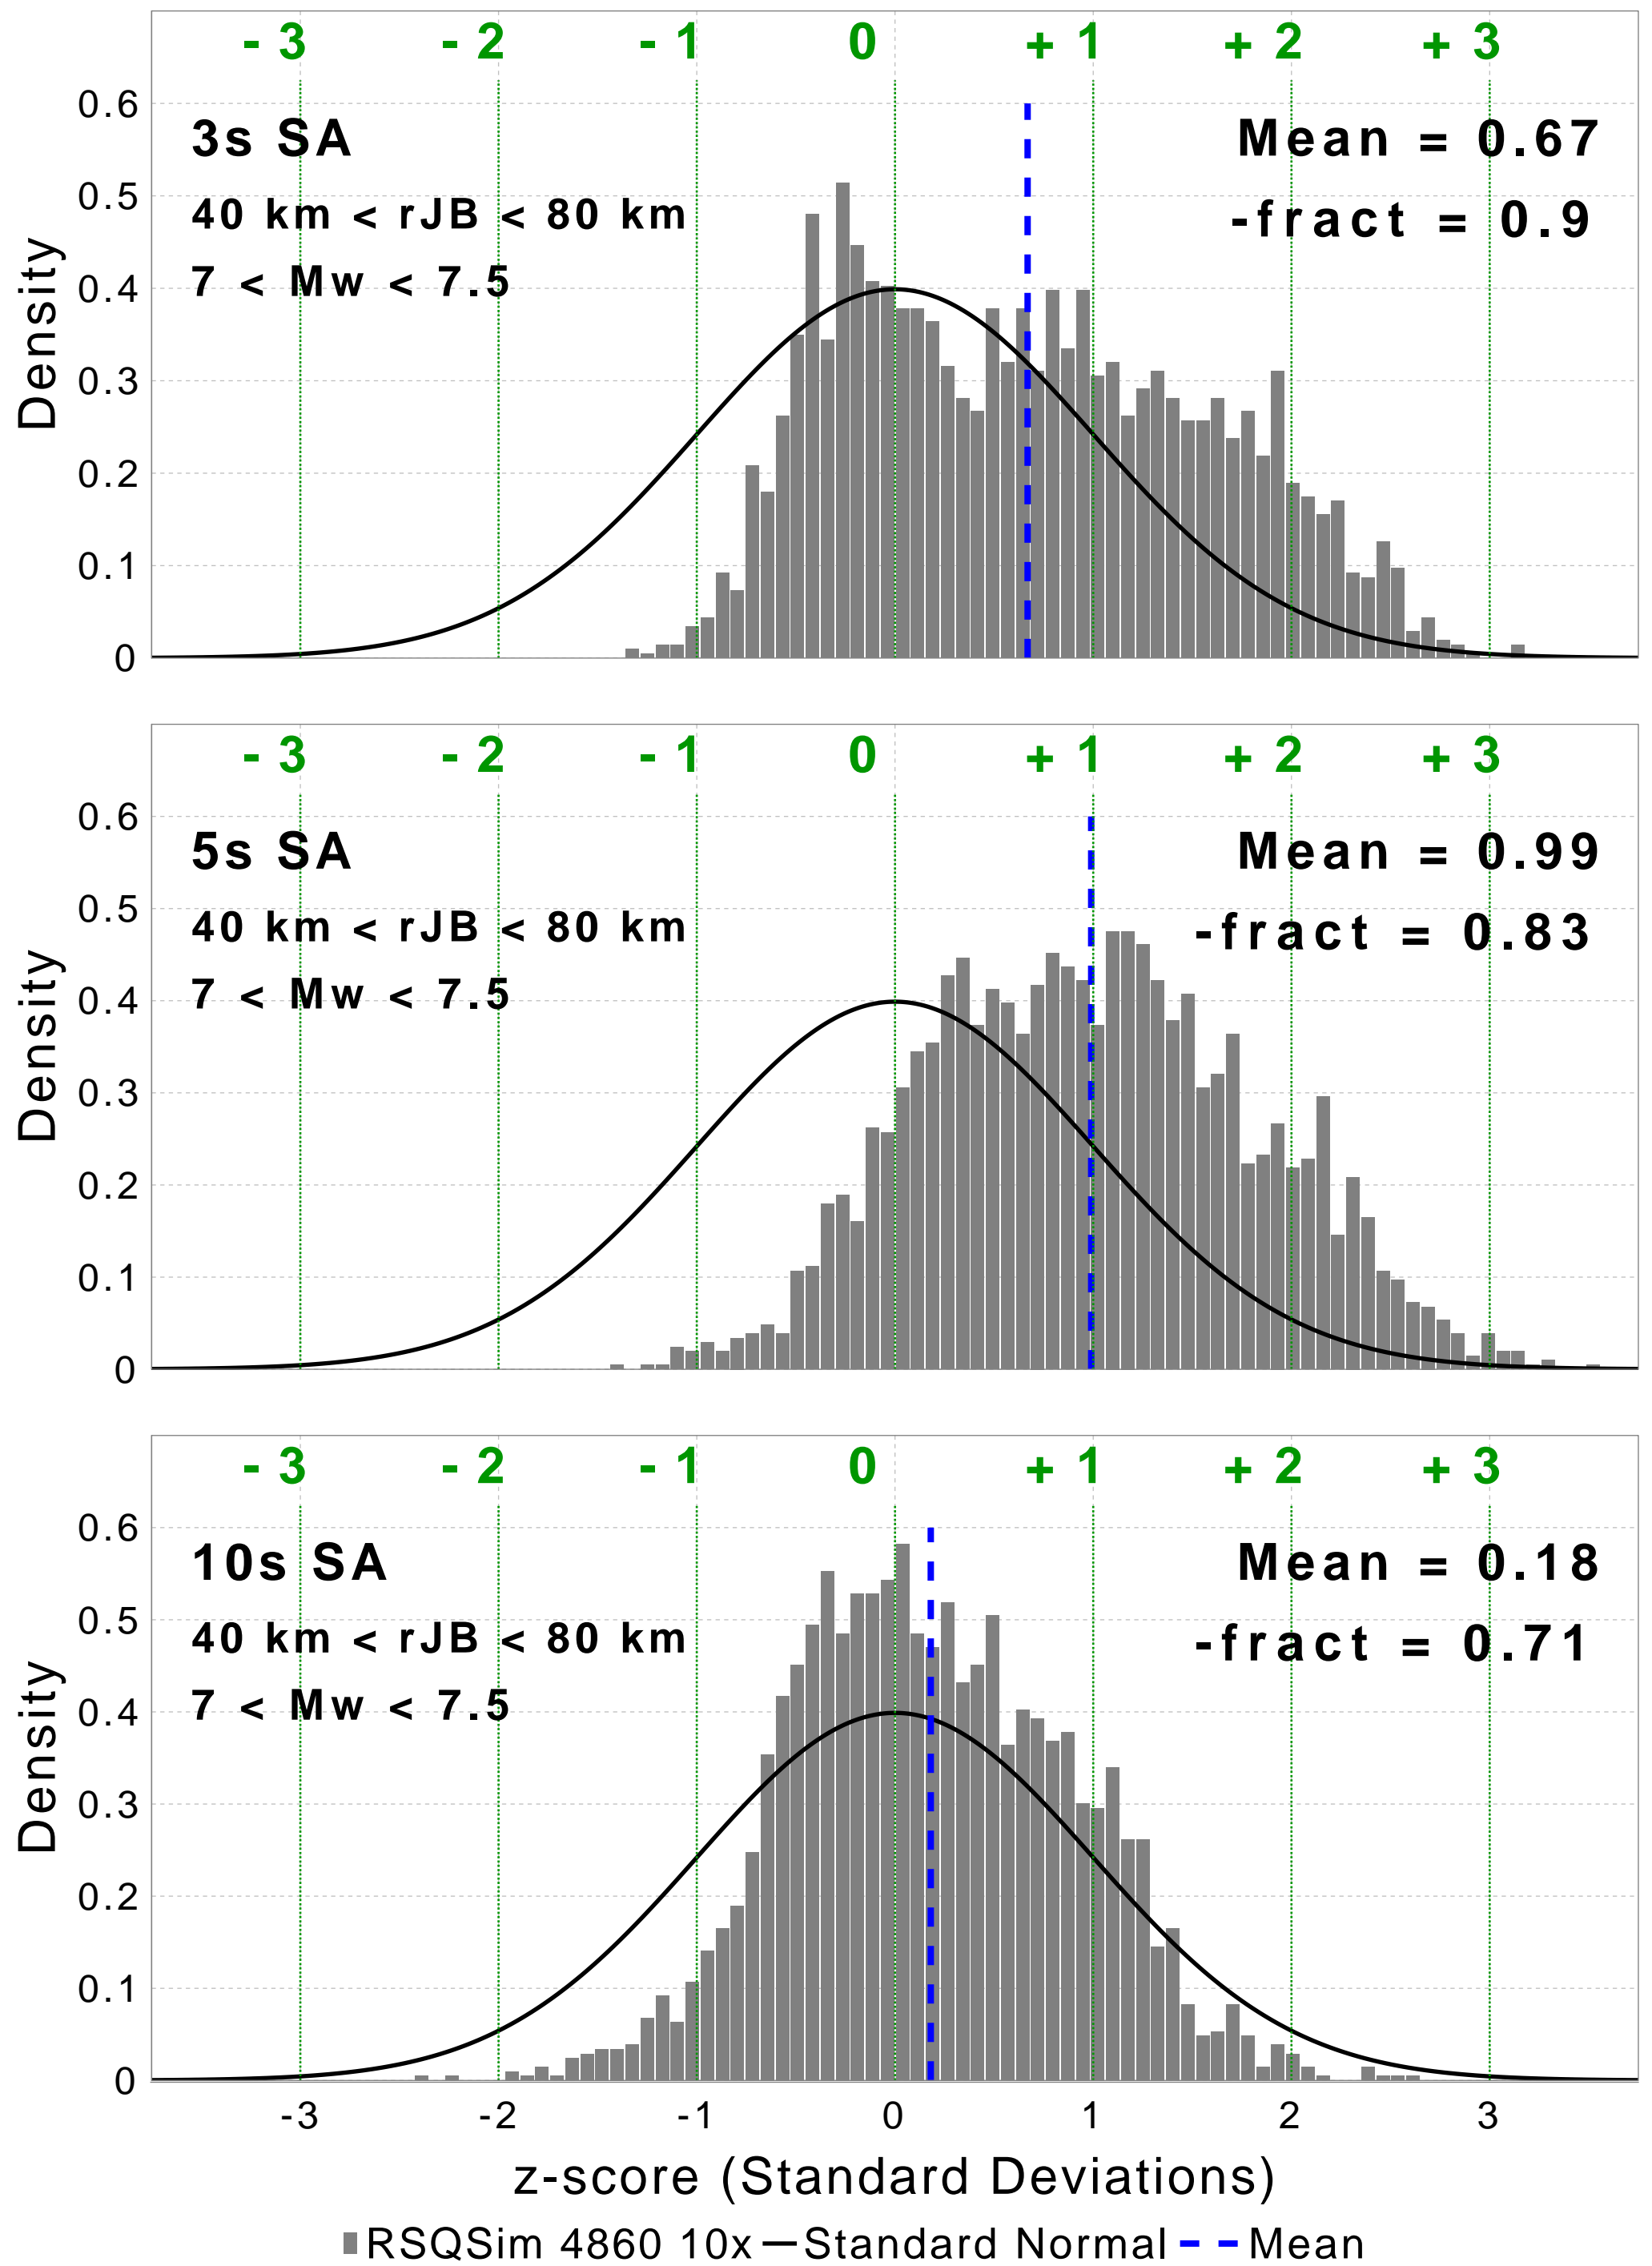 - 3 - 2 - 1 0 + 1 + 2 + 3
0.6
3s SA
Mean = 0.67
0.5
40 km < rJB < 80 km
-fract = 0.9
7 < Mw < 7.5
0.4
0.3
0.2
0.1
0
Density
- 3 - 2 - 1 0 + 1 + 2 + 3
0.6
5s SA
Mean = 0.99
0.5
40 km < rJB < 80 km
-fract = 0.83
7 < Mw < 7.5
0.4
0.3
0.2
0.1
0
Density
- 3 - 2 - 1 0 + 1 + 2 + 3
0.6
10s SA
Mean = 0.18
0.5
40 km < rJB < 80 km
-fract = 0.71
7 < Mw < 7.5
0.4
0.3
0.2
0.1
0
Density
-3 -2 -1 0 1 2 3
z-score (Standard Deviations)
RSQSim 4860 10x Standard Normal Mean